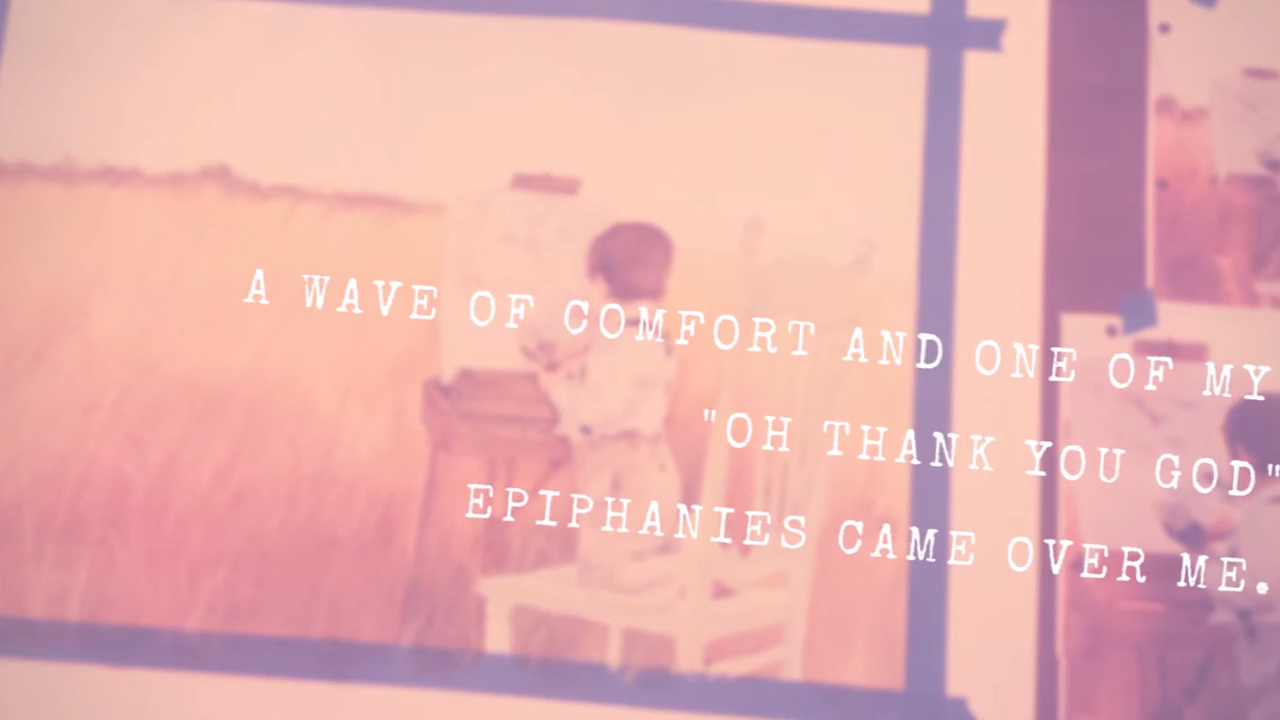 A WAVE OF COMFORT AND ONE OF MY
"OH THANK YOU GOD"
EPIPHANIES CAME OVER ME.